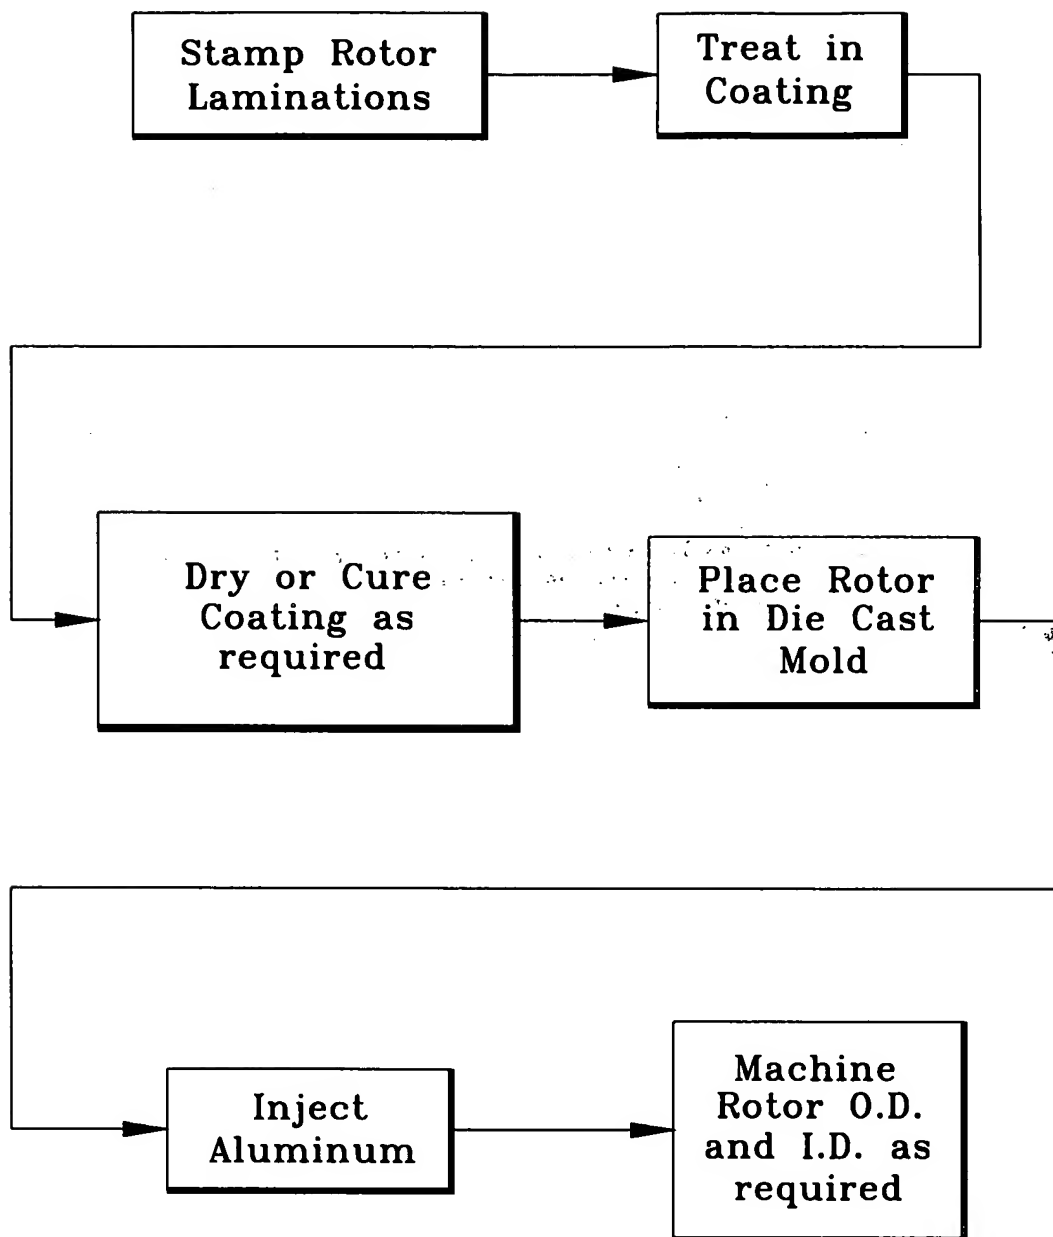 Stamp Rotor
Laminations
Treat in
Coating
Dry or Cure
Coating as
required
Place Rotor
in Die Cast
Mold
Inject
Aluminum
Machine
Rotor O.D.
and I.D. as
required